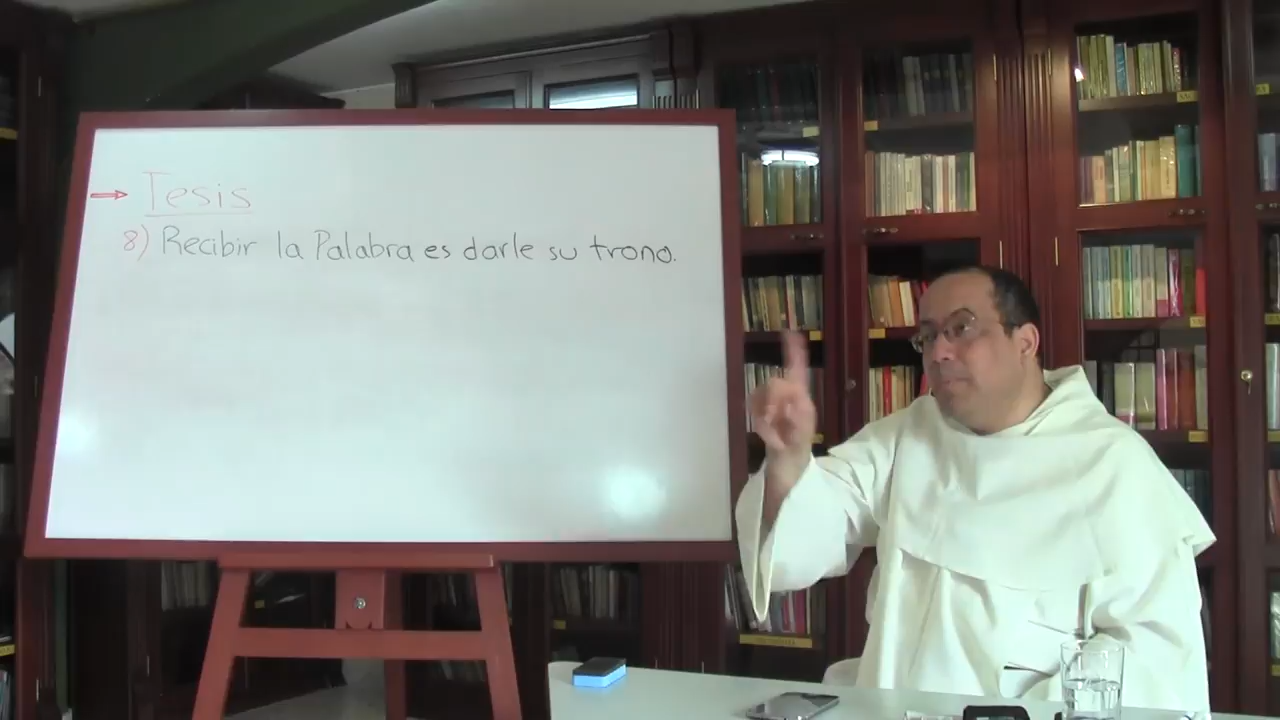 → Tesis
8) Recibir la Palabra es darle su trono.